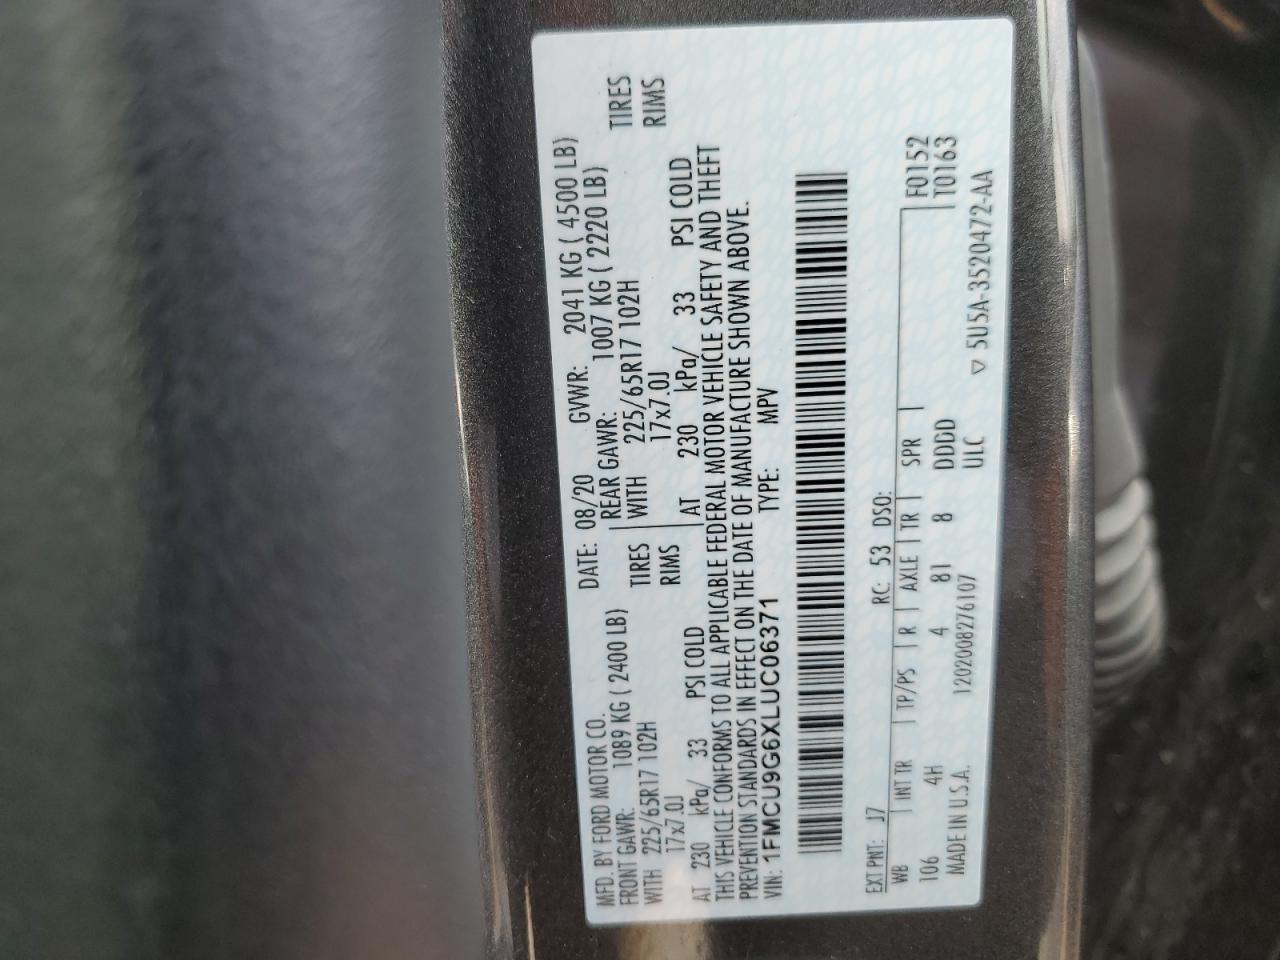 MFD. BY FORD MOTOR CO. DATE: 08/20 GVWR: 2041 KG ( 4500 LB)
FRONT GAWR: 1089 KG ( 2400 LB) REAR GAWR: 1007 KG ( 2220 LB)
WITH 225/65R17 102H TIRES WITH 225/65R17 102H TIRES
17x7.0J RIMS 17x7.0J RIMS
AT 230 kPa/ 33 PSI COLD AT 230 kPa/ 33 PSI COLD
THIS VEHICLE CONFORMS TO ALL APPLICABLE FEDERAL MOTOR VEHICLE SAFETY AND THEFT
PREVENTION STANDARDS IN EFFECT ON THE DATE OF MANUFACTURE SHOWN ABOVE.
VIN: 1FMCU9G6XLUC06371 TYPE: MPV
EXT PNT: J7 RC: 53 DSO:
WB INT TR TP/PS R AXLE TR SPR F0152
106 4H 4 81 8 DDDD T0163
MADE IN U.S.A. 1202008276107 ULC ▽ 5U5A-3520472-AA